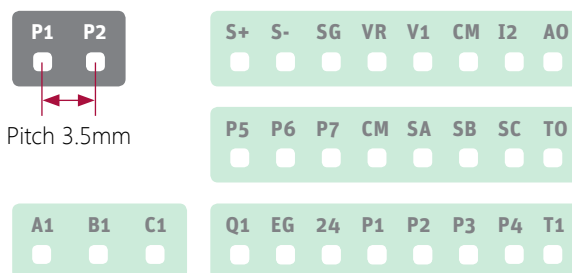 P1 P2
Pitch 3.5mm
S+ S- SG VR V1 CM I2 AO
P5 P6 P7 CM SA SB SC TO
A1 B1 C1
Q1 EG 24 P1 P2 P3 P4 T1